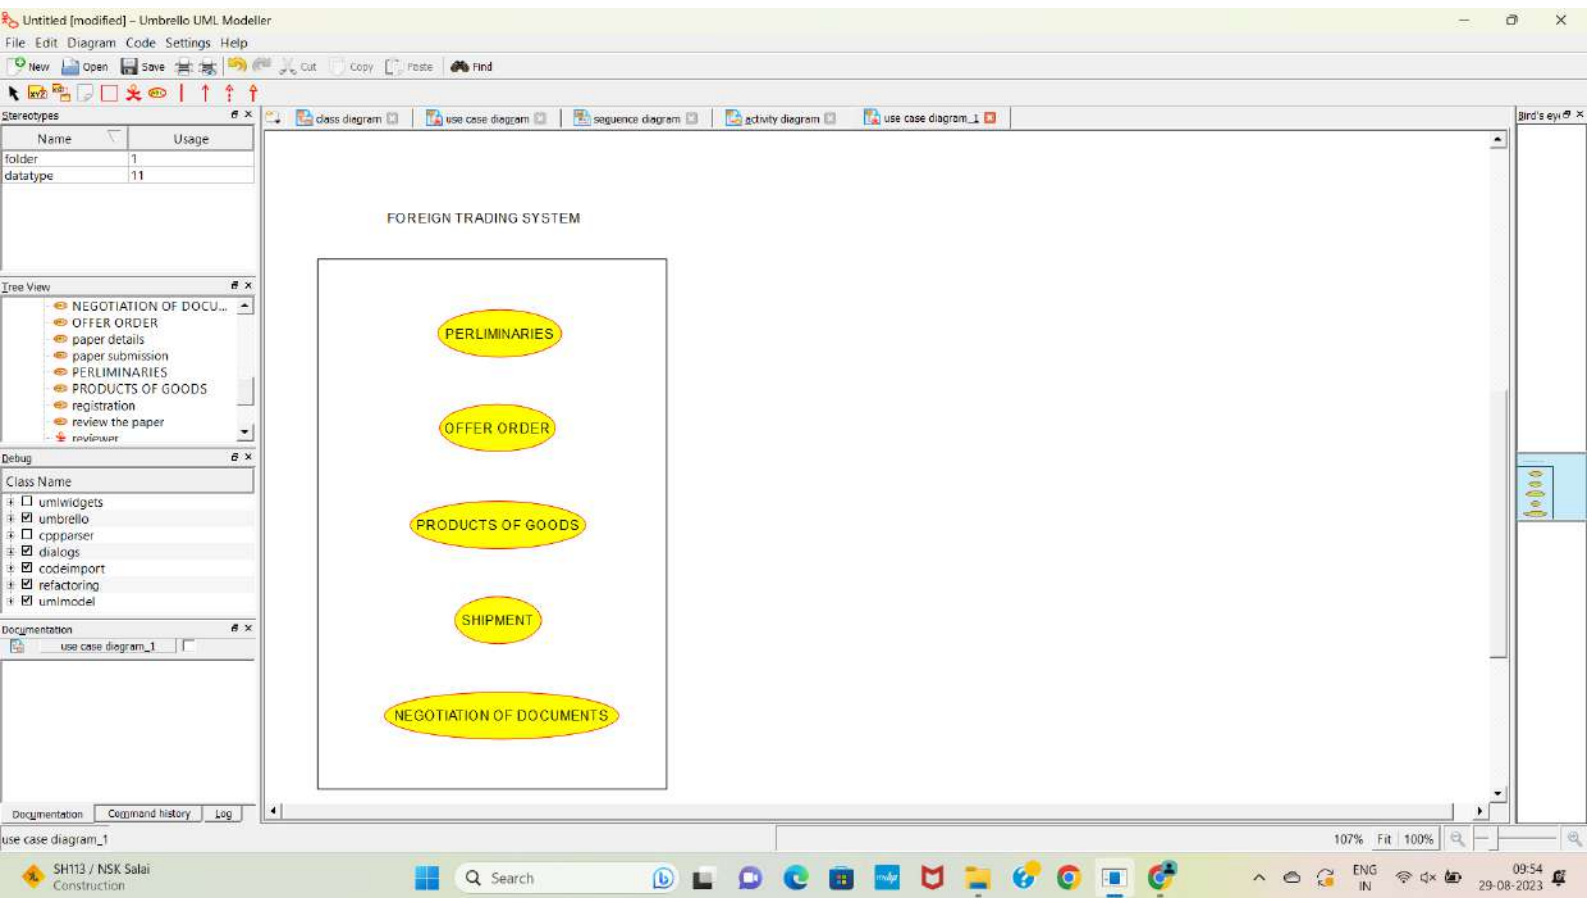 Untitled [modified] – Umbrello UML Modeller
File Edit Diagram Code Settings Help
New Open Save Cut Copy Paste Find
Stereotypes
Name Usage
folder 1
datatype 11
Tree View
NEGOTIATION OF DOCU...
OFFER ORDER
paper details
paper submission
PERLIMINARIES
PRODUCTS OF GOODS
registration
review the paper
reviewer
Debug
Class Name
umlwidgets
umbrello
cppparser
dialogs
codeimport
refactoring
umlmodel
Documentation
use case diagram_1
Documentation Command history Log
use case diagram_1
class diagram use case diagram sequence diagram activity diagram use case diagram_1
FOREIGN TRADING SYSTEM
PERLIMINARIES
OFFER ORDER
PRODUCTS OF GOODS
SHIPMENT
NEGOTIATION OF DOCUMENTS
Bird's eye
107% Fit 100%
SH113 / NSK Salai
Construction
Search
ENG
IN
09:54
29-08-2023